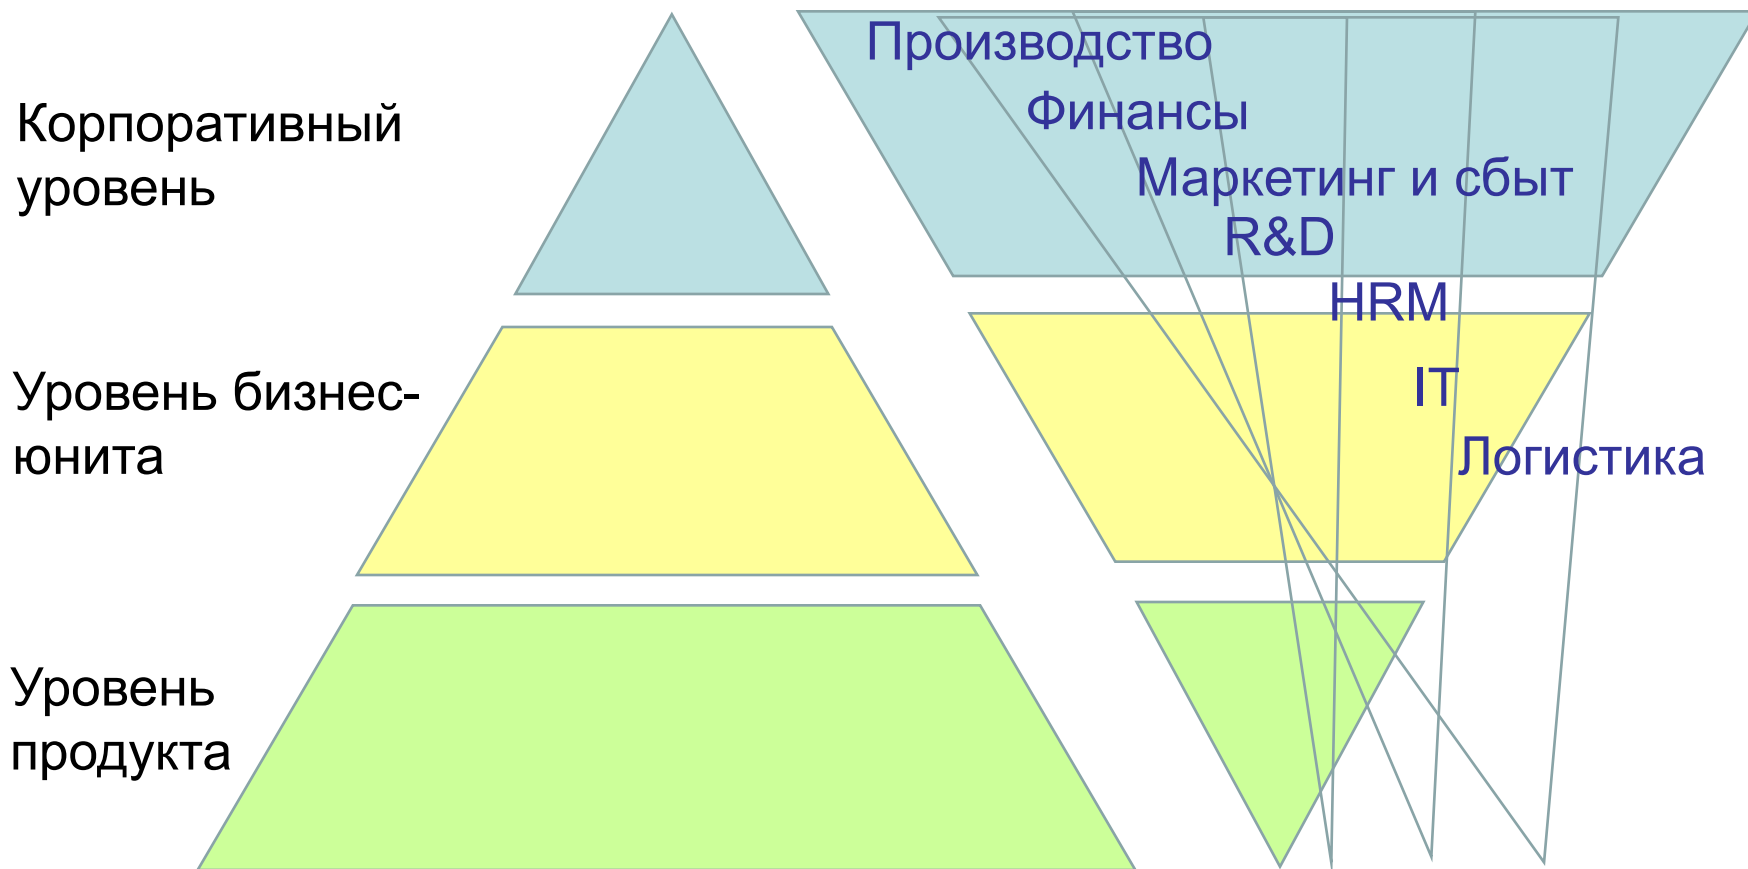 Корпоративный
уровень
Уровень бизнес-
юнита
Уровень
продукта
Производство
Финансы
Маркетинг и сбыт
R&D
HRM
IT
Логистика